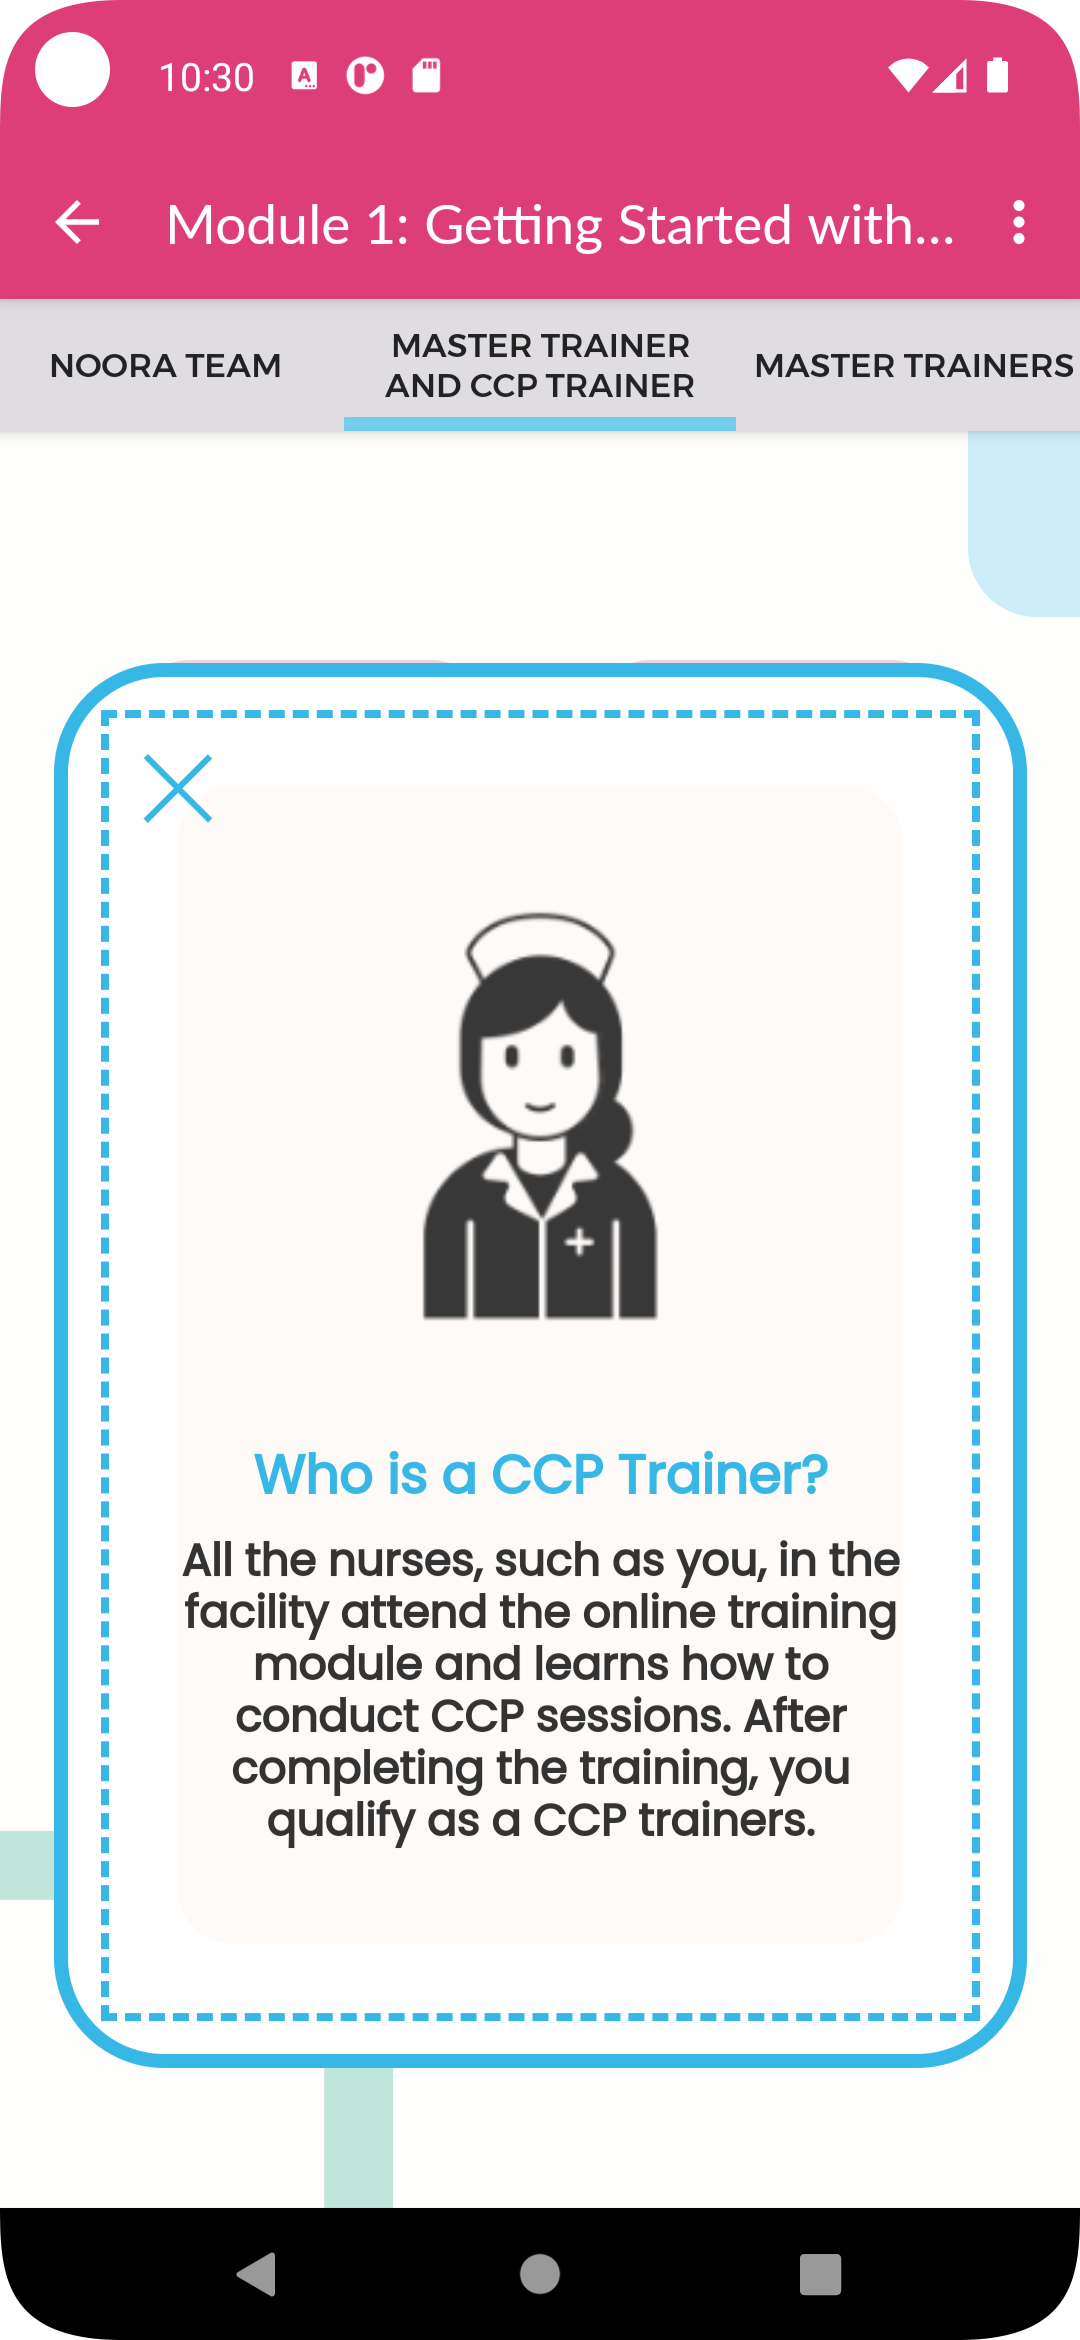 10:30
Module 1: Getting Started with...
NOORA TEAM
MASTER TRAINER
AND CCP TRAINER
MASTER TRAINERS
Who is a CCP Trainer?
All the nurses, such as you, in the
facility attend the online training
module and learns how to
conduct CCP sessions. After
completing the training, you
qualify as a CCP trainers.